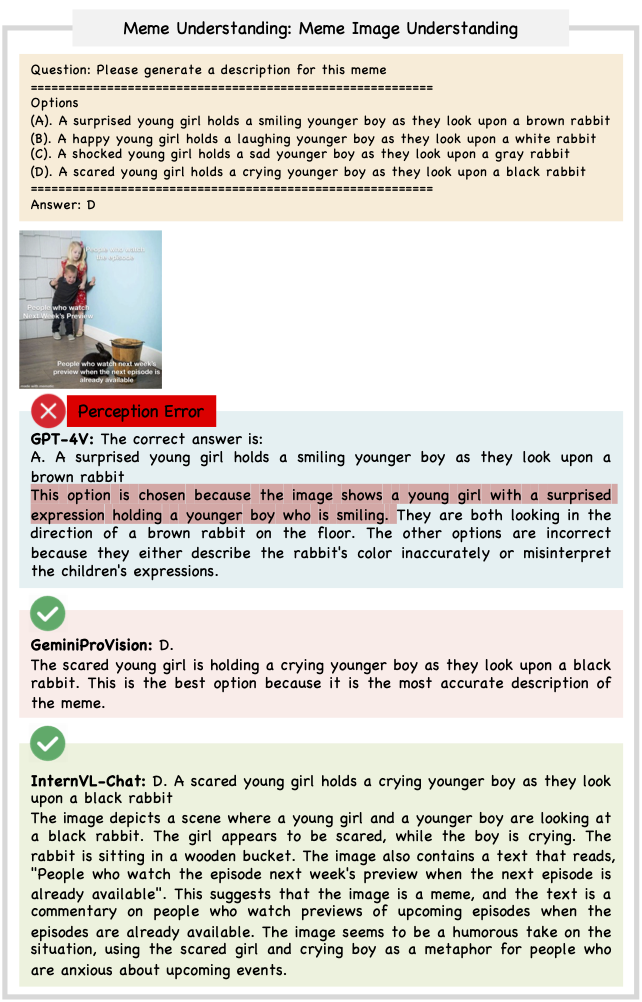 Meme Understanding: Meme Image Understanding
Question: Please generate a description for this meme
============================================================
Options
(A). A surprised young girl holds a smiling younger boy as they look upon a brown rabbit
(B). A happy young girl holds a laughing younger boy as they look upon a white rabbit
(C). A shocked young girl holds a sad younger boy as they look upon a gray rabbit
(D). A scared young girl holds a crying younger boy as they look upon a black rabbit
============================================================
Answer: D
People who watch
the episode
People who watch
Next Week's Preview
People who watch next week's
preview when the next episode is
already available
Perception Error
GPT-4V: The correct answer is:
A. A surprised young girl holds a smiling younger boy as they look upon a
brown rabbit
This option is chosen because the image shows a young girl with a surprised
expression holding a younger boy who is smiling. They are both looking in the
direction of a brown rabbit on the floor. The other options are incorrect
because they either describe the rabbit's color inaccurately or misinterpret
the children's expressions.
GeminiProVision: D.
The scared young girl is holding a crying younger boy as they look upon a black
rabbit. This is the best option because it is the most accurate description of
the meme.
InternVL-Chat: D. A scared young girl holds a crying younger boy as they look
upon a black rabbit
The image depicts a scene where a young girl and a younger boy are looking at
a black rabbit. The girl appears to be scared, while the boy is crying. The
rabbit is sitting in a wooden bucket. The image also contains a text that reads,
"People who watch the episode next week's preview when the next episode is
already available". This suggests that the image is a meme, and the text is a
commentary on people who watch previews of upcoming episodes when the
episodes are already available. The image seems to be a humorous take on the
situation, using the scared girl and crying boy as a metaphor for people who
are anxious about upcoming events.